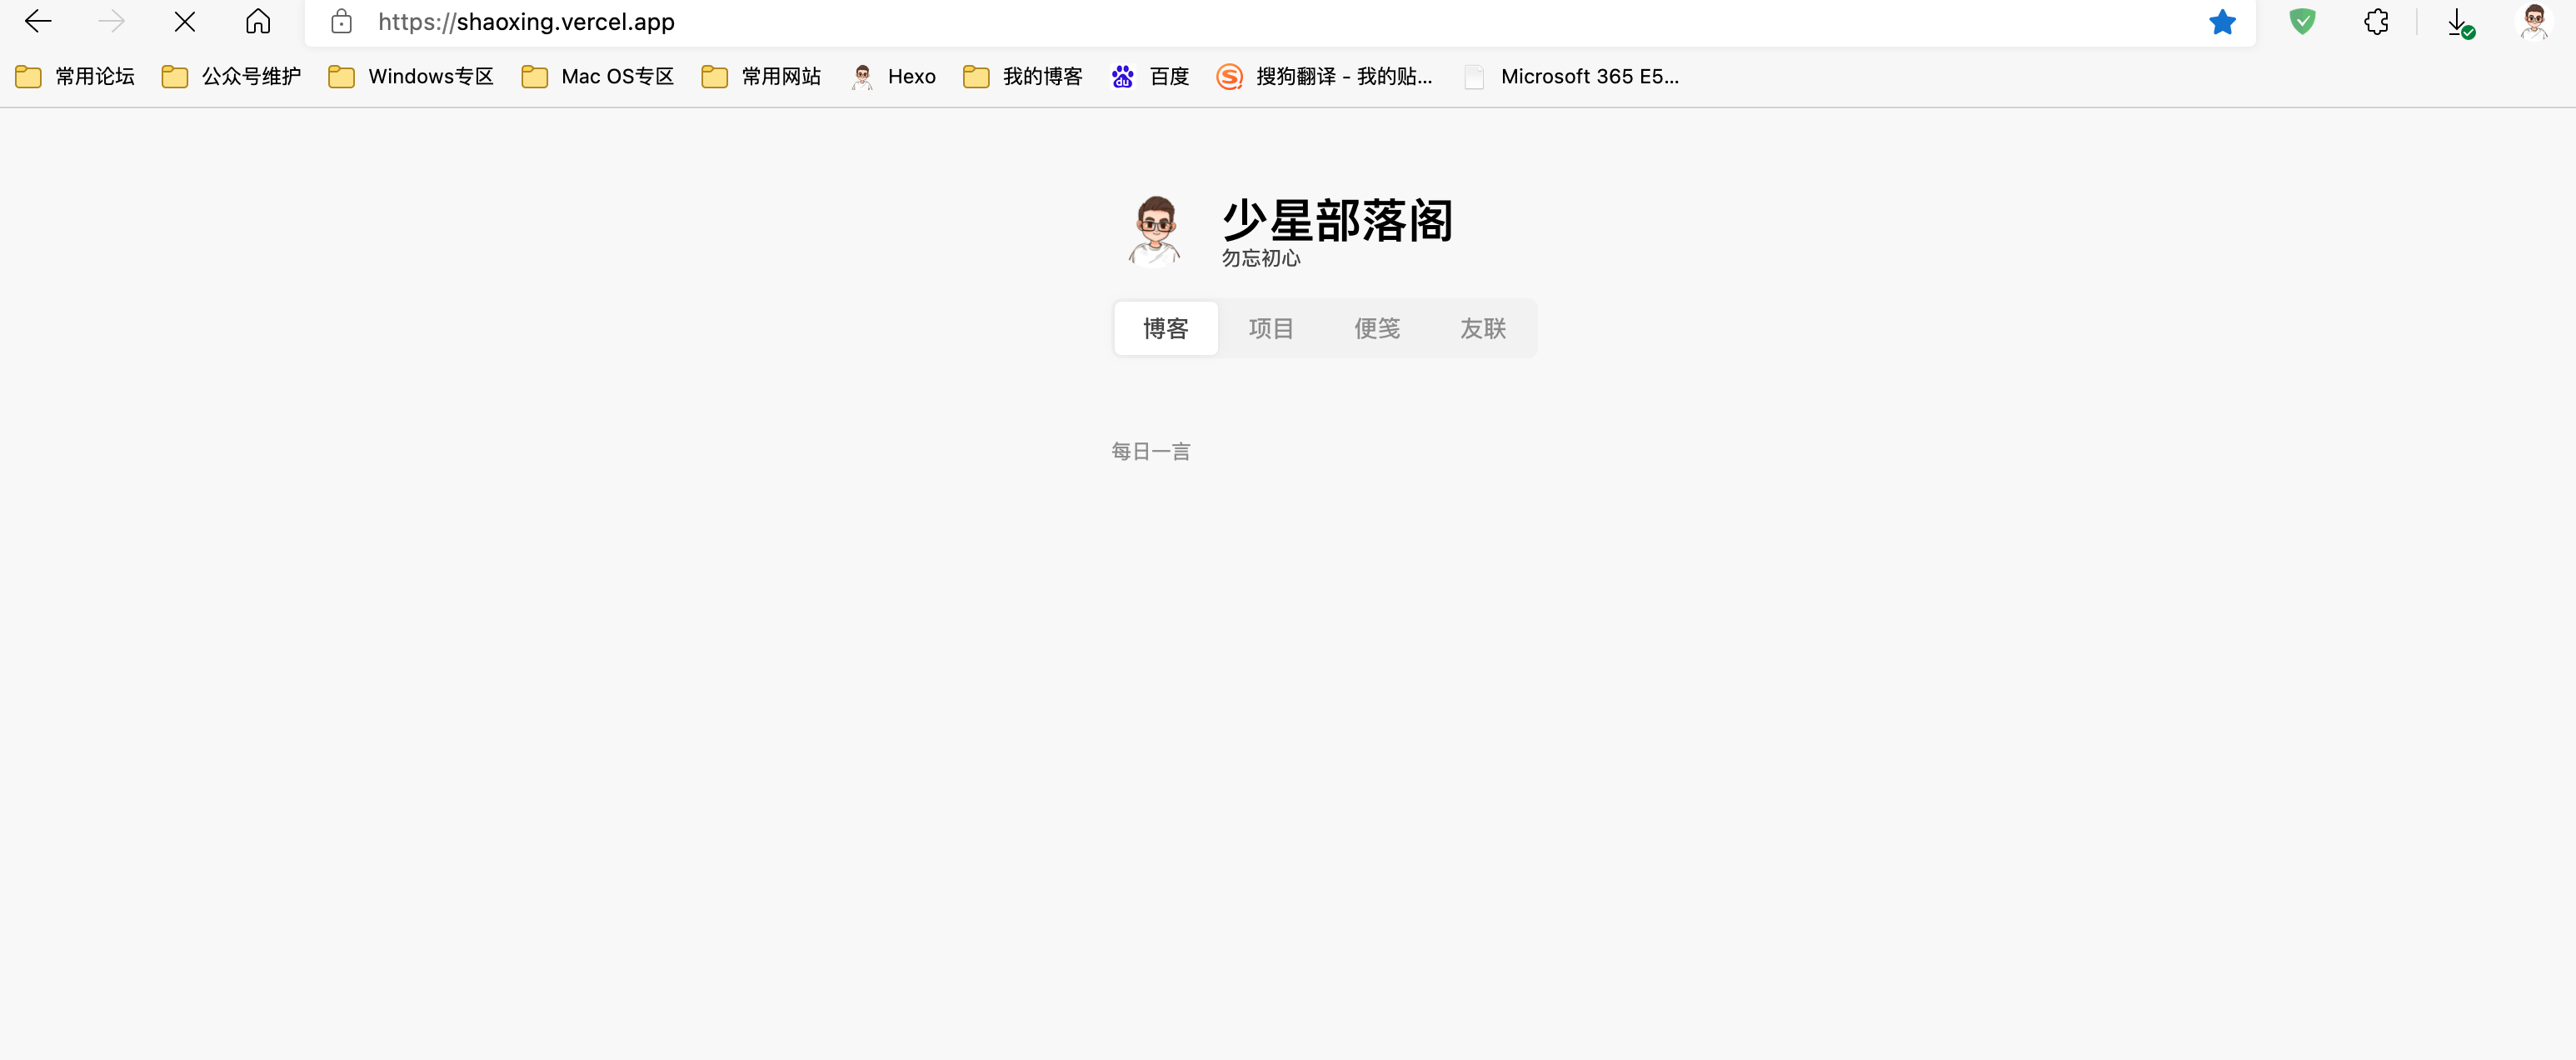 https://shaoxing.vercel.app
常用论坛 公众号维护 Windows专区 Mac OS专区 常用网站 Hexo 我的博客 du 百度 S 搜狗翻译 - 我的贴... Microsoft 365 E5...
少星部落阁
勿忘初心
博客 项目 便笺 友联
每日一言